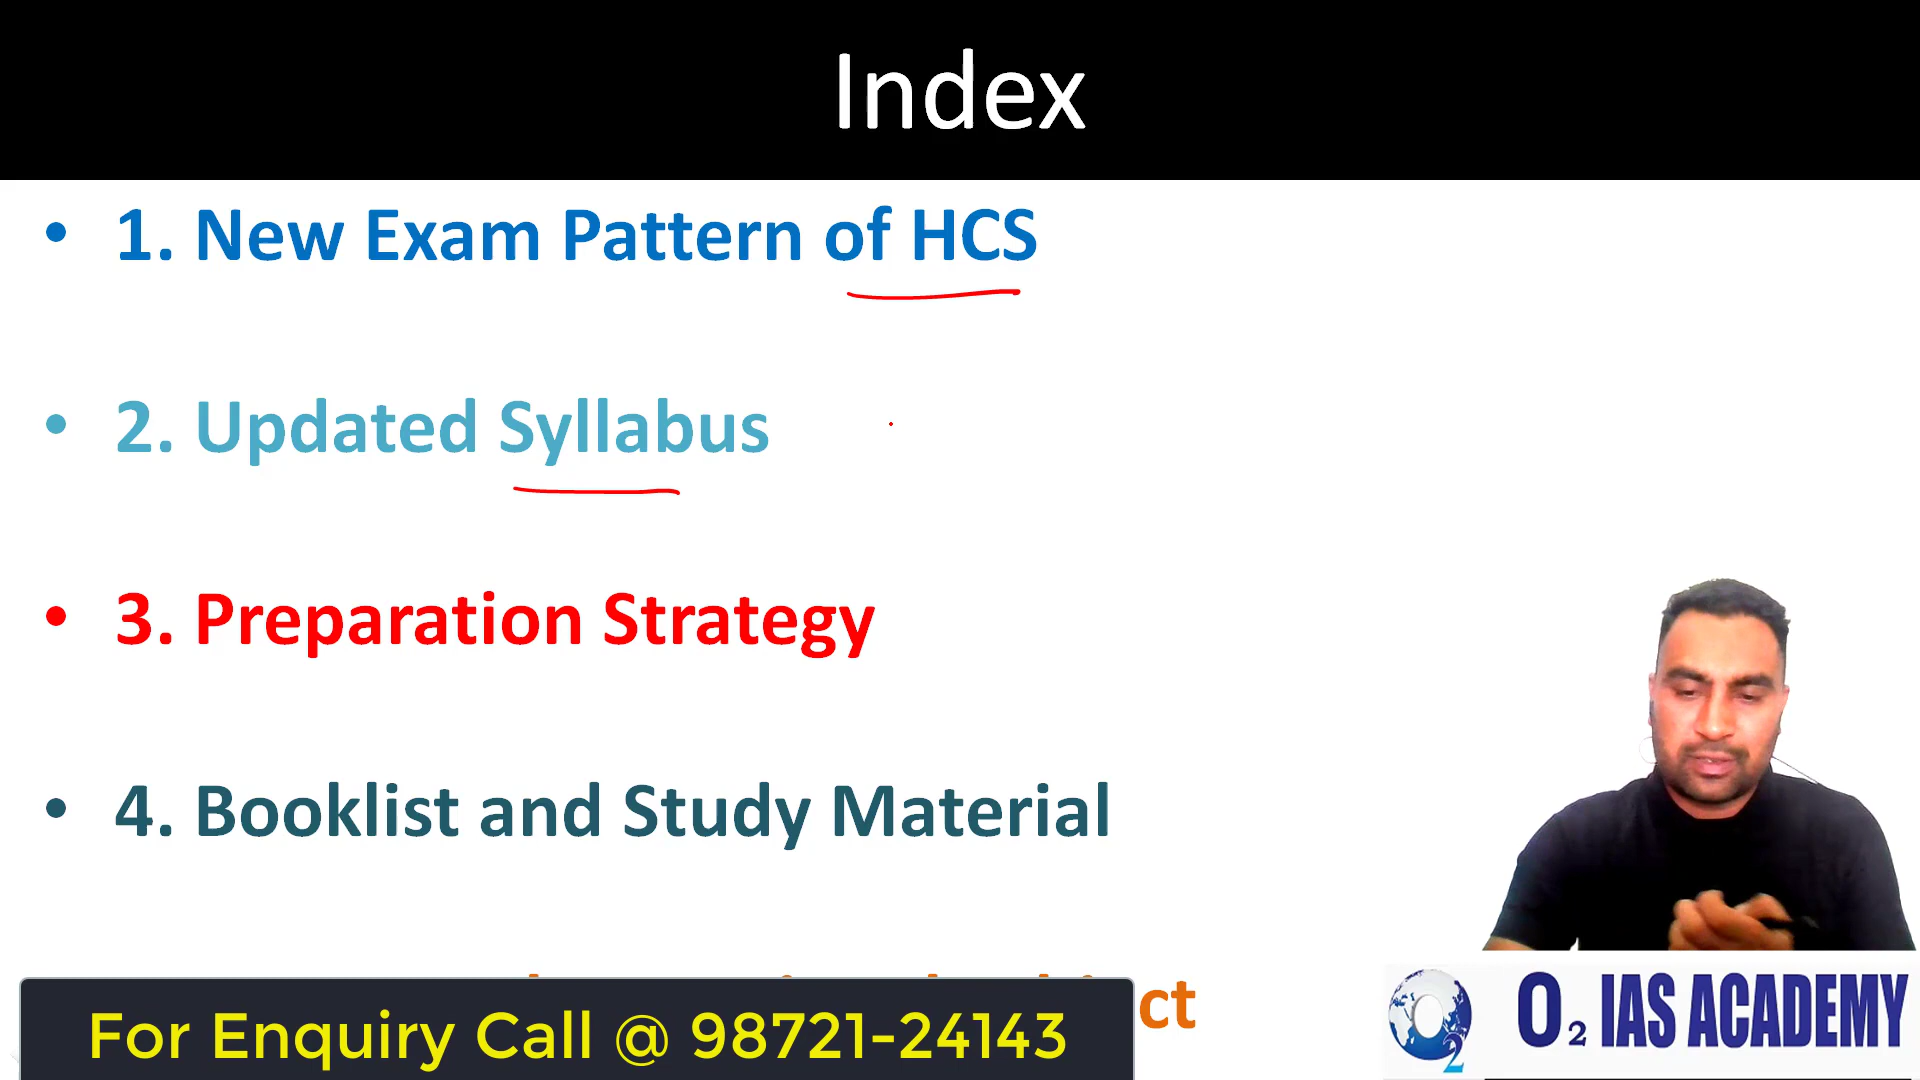 Index
• 1. New Exam Pattern of HCS
• 2. Updated Syllabus
• 3. Preparation Strategy
• 4. Booklist and Study Material
For Enquiry Call @ 98721-24143
O2 IAS ACADEMY